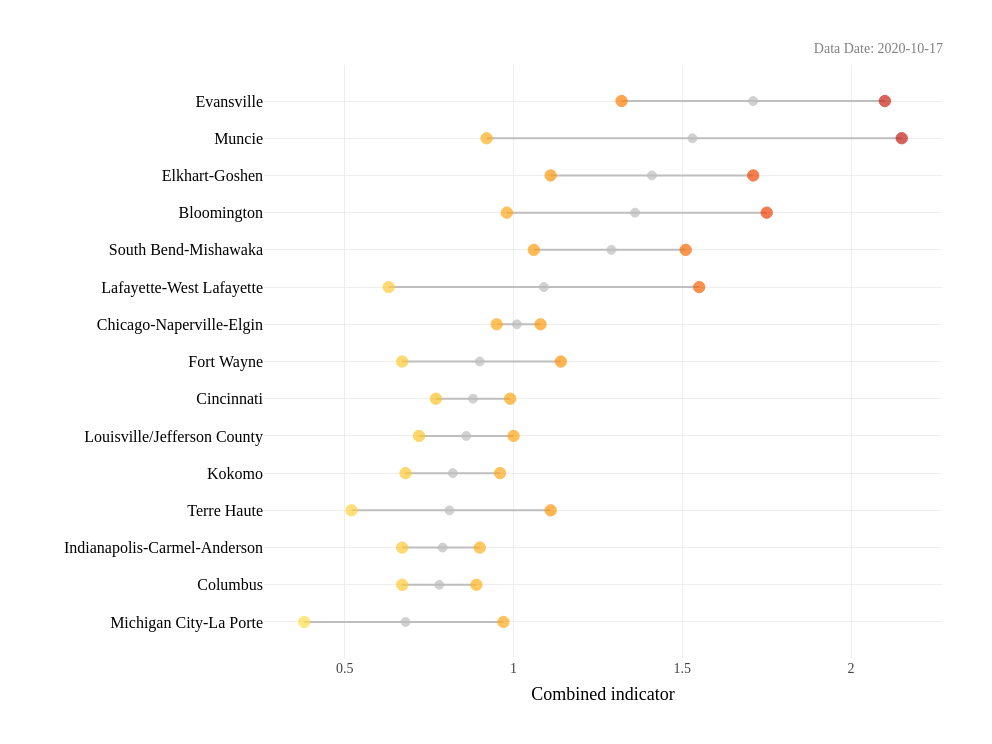 Data Date: 2020-10-17
Evansville
Muncie
Elkhart-Goshen
Bloomington
South Bend-Mishawaka
Lafayette-West Lafayette
Chicago-Naperville-Elgin
Fort Wayne
Cincinnati
Louisville/Jefferson County
Kokomo
Terre Haute
Indianapolis-Carmel-Anderson
Columbus
Michigan City-La Porte
0.5 1 1.5 2
Combined indicator